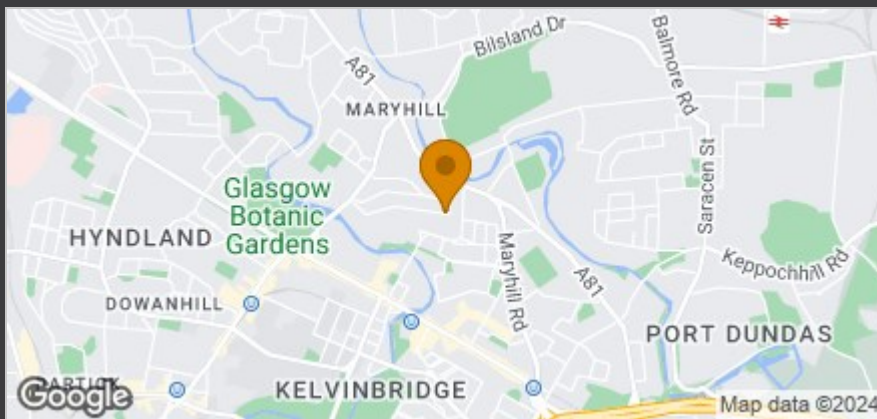 Bilsland Dr
A81
Balmore Rd
MARYHILL
Saracen St
Glasgow
Botanic
Gardens
HYNDLAND
Maryhill Rd
A81
Keppochhill Rd
DOWANHILL
PORT DUNDAS
PARTICK
KELVINBRIDGE
Google
Map data ©2024